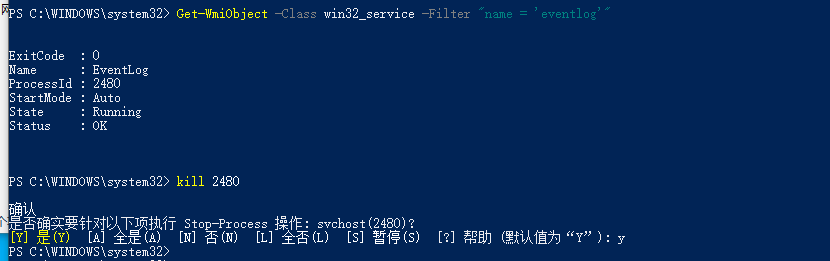 PS C:\WINDOWS\system32> Get-WmiObject -Class win32_service -Filter "name = 'eventlog'"
ExitCode  : 0
Name      : EventLog
ProcessId : 2480
StartMode : Auto
State     : Running
Status    : OK
PS C:\WINDOWS\system32> kill 2480
确认
是否确实要针对以下项执行 Stop-Process 操作: svchost(2480)?
[Y] 是(Y)  [A] 全是(A)  [N] 否(N)  [L] 全否(L)  [S] 暂停(S)  [?] 帮助 (默认值为“Y”): y
PS C:\WINDOWS\system32>